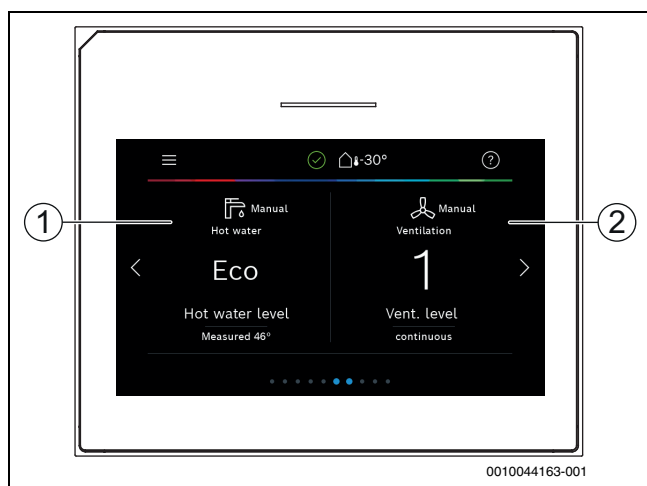 -30°
?
Manual
Hot water
Manual
Ventilation
1
2
Eco
1
Hot water level
Vent. level
Measured 46°
continuous
0010044163-001